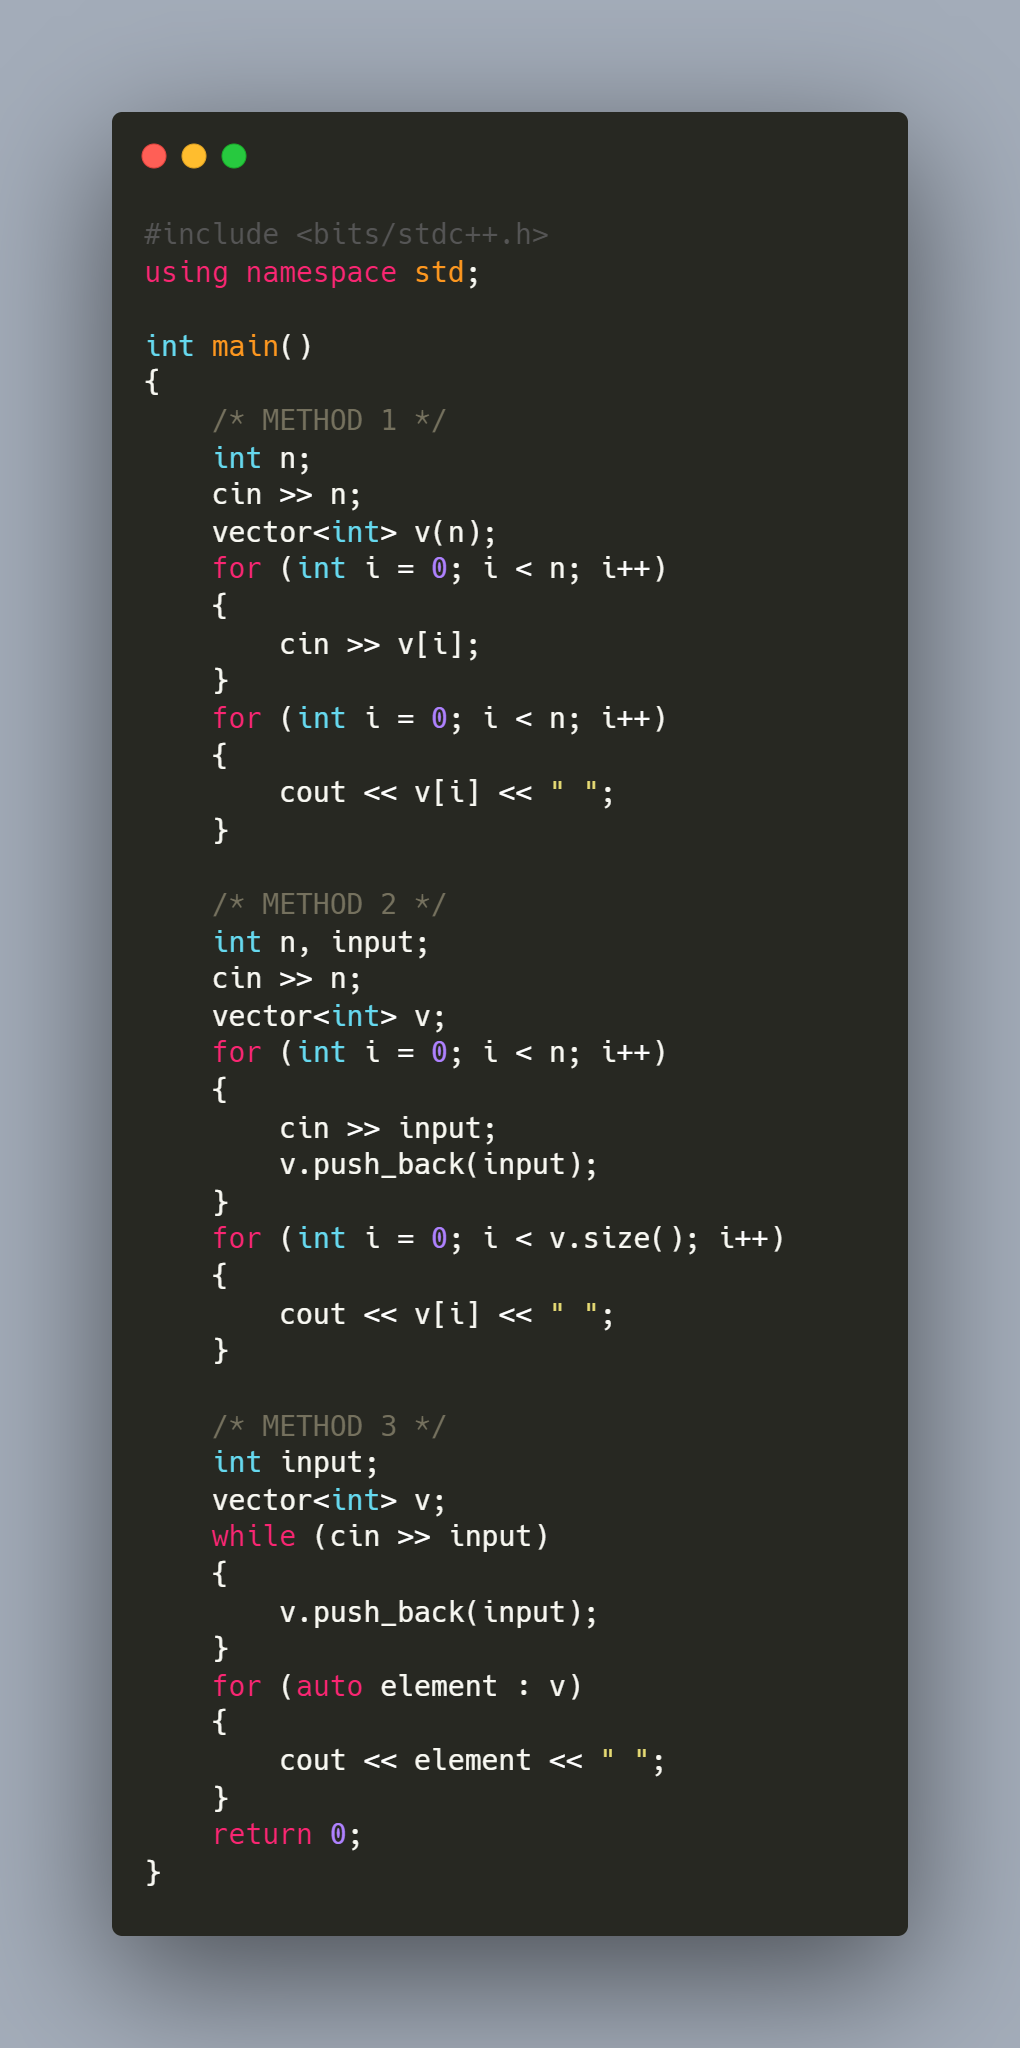 #include <bits/stdc++.h>
using namespace std;

int main()
{
    /* METHOD 1 */
    int n;
    cin >> n;
    vector<int> v(n);
    for (int i = 0; i < n; i++)
    {
        cin >> v[i];
    }
    for (int i = 0; i < n; i++)
    {
        cout << v[i] << " ";
    }

    /* METHOD 2 */
    int n, input;
    cin >> n;
    vector<int> v;
    for (int i = 0; i < n; i++)
    {
        cin >> input;
        v.push_back(input);
    }
    for (int i = 0; i < v.size(); i++)
    {
        cout << v[i] << " ";
    }

    /* METHOD 3 */
    int input;
    vector<int> v;
    while (cin >> input)
    {
        v.push_back(input);
    }
    for (auto element : v)
    {
        cout << element << " ";
    }
    return 0;
}